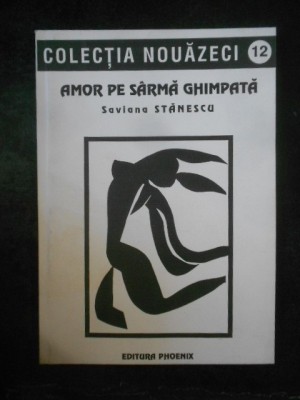 COLECȚIA NOUĂZECI 12
AMOR PE SÂRMĂ GHIMPATĂ
Saviana STĂNESCU
EDITURA PHOENIX